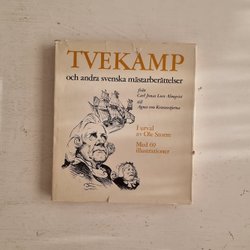 TVEKAMP
och andra svenska mästarberättelser
från
Carl Jonas Love Almqvist
till
Agnes von Krusenstjerna
I urval
av Ole Storm
Med 69
illustrationer